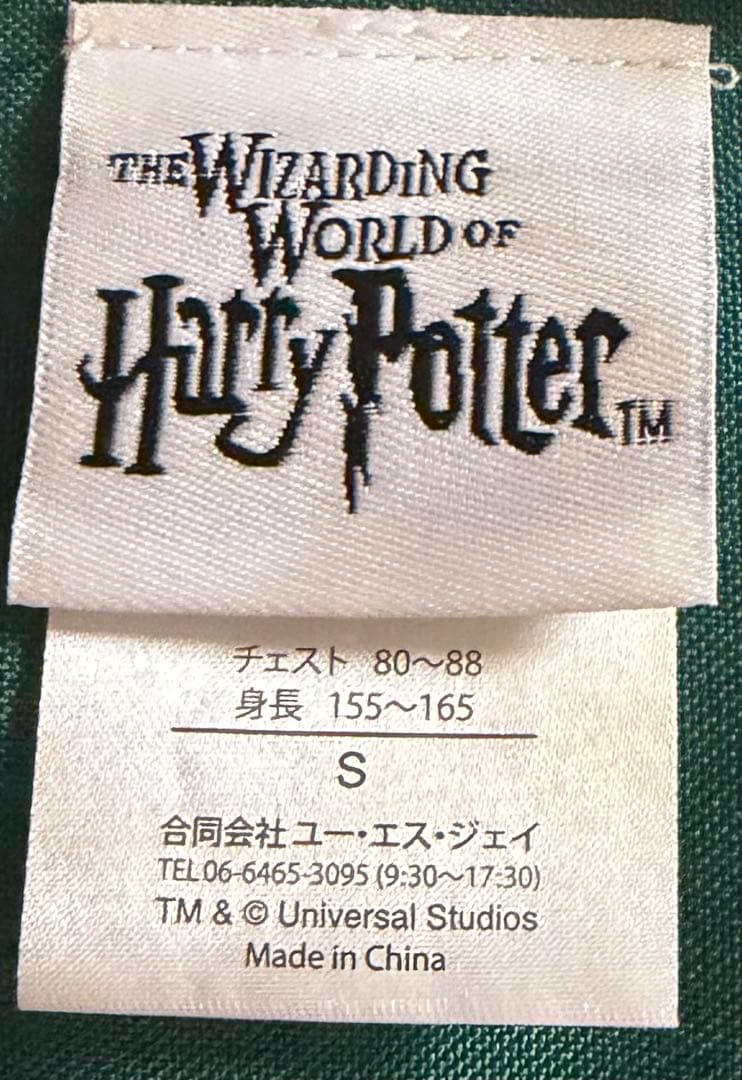 THE WIZARDING
WORLD OF
Harry Potter TM
チェスト 80〜88
身長 155〜165
S
合同会社ユー・エス・ジェイ
TEL 06-6465-3095 (9:30〜17:30)
TM & © Universal Studios
Made in China